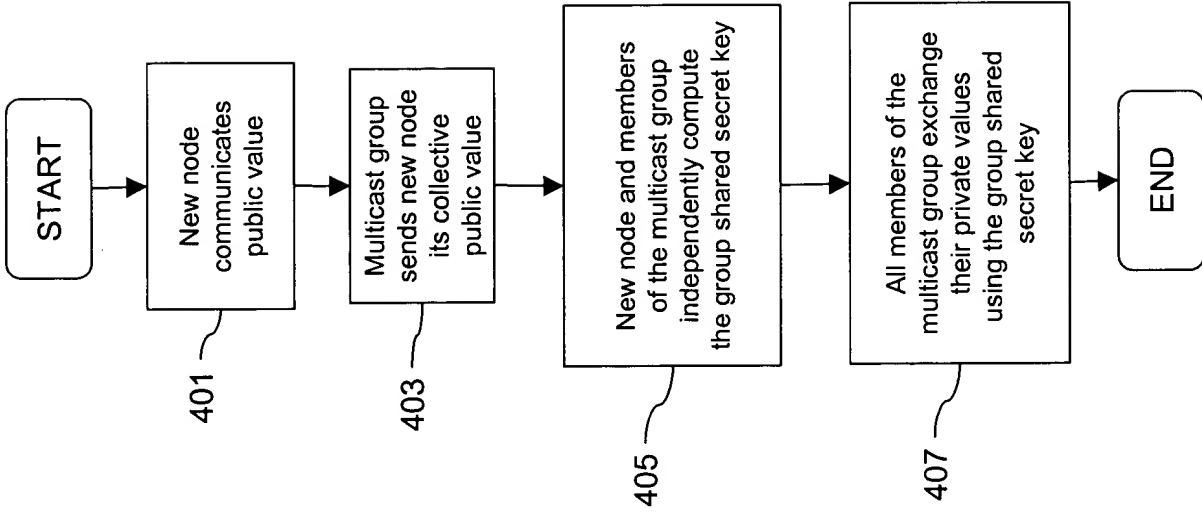 START
New node
communicates
public value
401
Multicast group
sends new node
its collective
public value
403
New node and members
of the multicast group
independently compute
the group shared secret key
405
All members of the
multicast group exchange
their private values
using the group shared
secret key
407
END